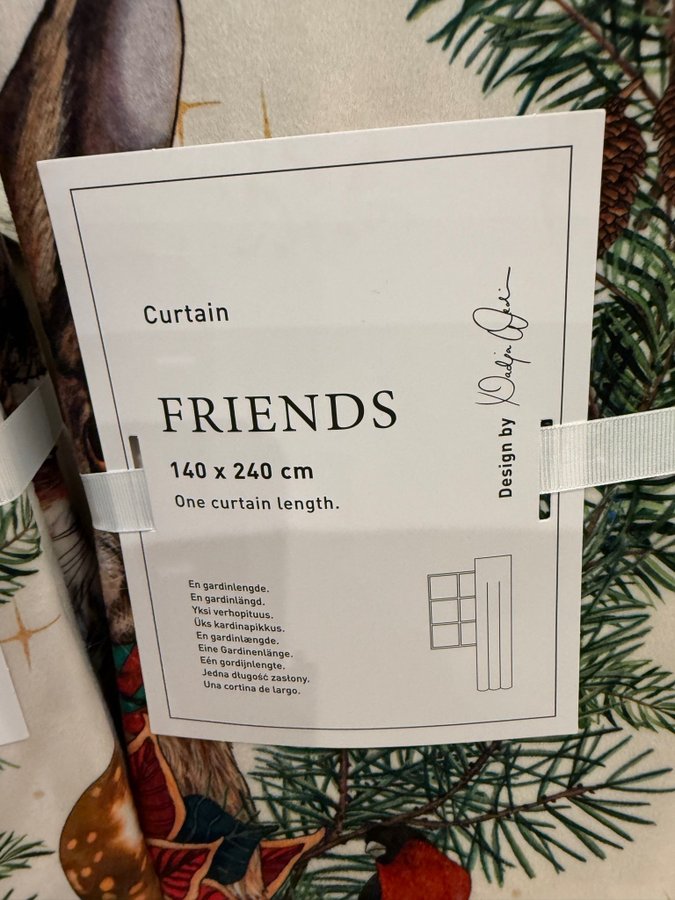 Curtain
FRIENDS
140 x 240 cm
One curtain length.
En gardinlengde.
En gardinlängd.
Yksi verhopituus.
Üks kardinapikkus.
En gardinlængde.
Eine Gardinenlänge.
Eén gordijnlengte.
Jedna długość zasłony.
Una cortina de largo.
Design by